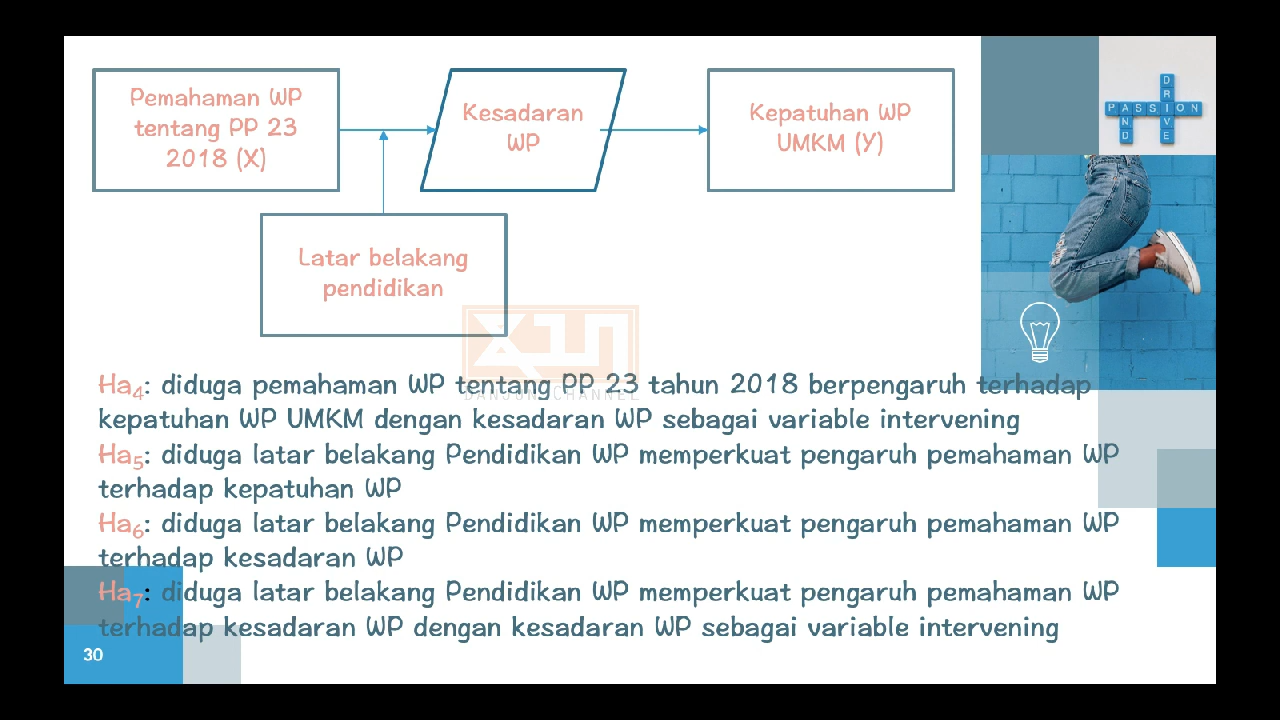 Pemahaman WP
tentang PP 23
2018 (X)
Kesadaran
WP
Kepatuhan WP
UMKM (Y)
Latar belakang
pendidikan
DRIVE
PASSION
AND
DANJUN CHANNEL
Ha4: diduga pemahaman WP tentang PP 23 tahun 2018 berpengaruh terhadap
kepatuhan WP UMKM dengan kesadaran WP sebagai variable intervening
Ha5: diduga latar belakang Pendidikan WP memperkuat pengaruh pemahaman WP
terhadap kepatuhan WP
Ha6: diduga latar belakang Pendidikan WP memperkuat pengaruh pemahaman WP
terhadap kesadaran WP
Ha7: diduga latar belakang Pendidikan WP memperkuat pengaruh pemahaman WP
terhadap kesadaran WP dengan kesadaran WP sebagai variable intervening
30